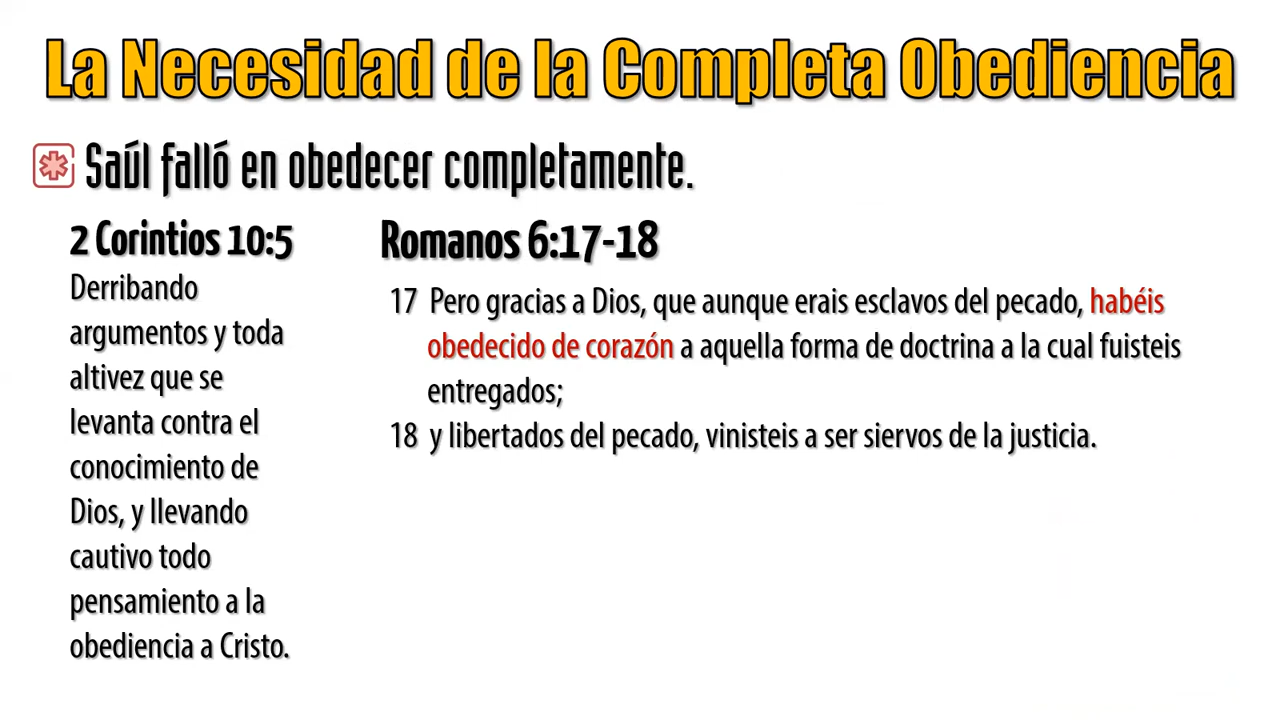 La Necesidad de la Completa Obediencia
Saúl falló en obedecer completamente.
2 Corintios 10:5
Derribando
argumentos y toda
altivez que se
levanta contra el
conocimiento de
Dios, y llevando
cautivo todo
pensamiento a la
obediencia a Cristo.
Romanos 6:17-18
17 Pero gracias a Dios, que aunque erais esclavos del pecado, habéis
obedecido de corazón a aquella forma de doctrina a la cual fuisteis
entregados;
18 y libertados del pecado, vinisteis a ser siervos de la justicia.